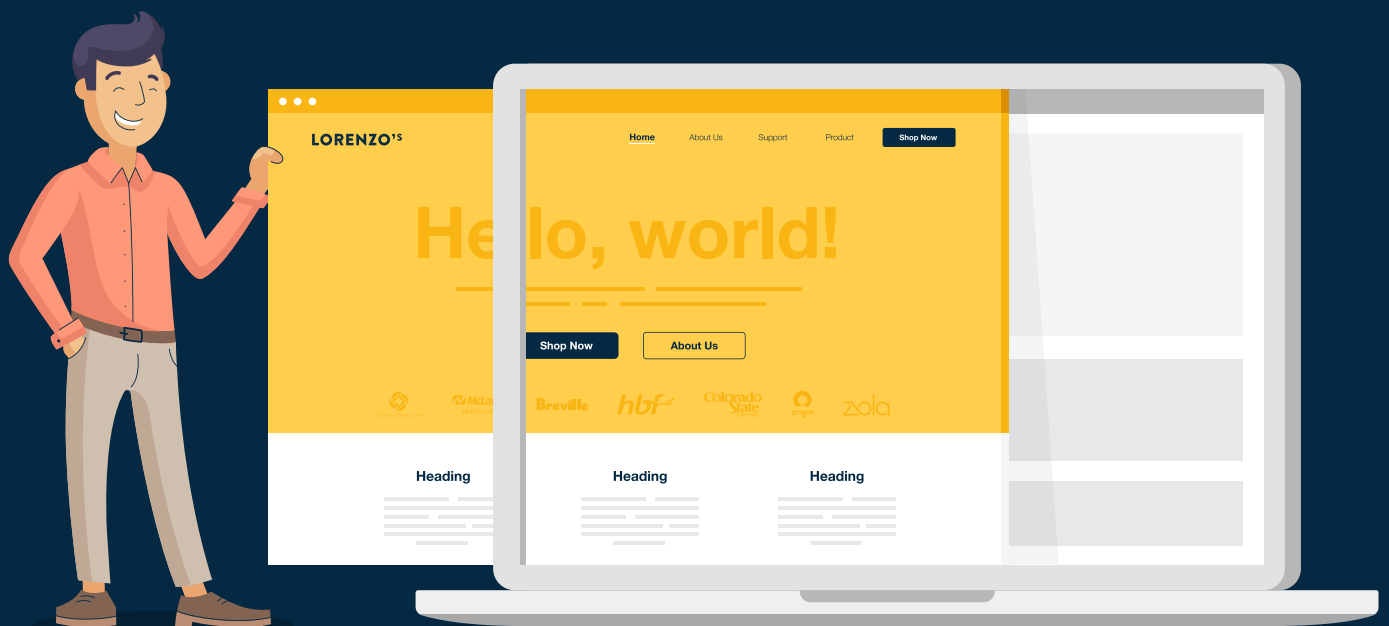 LORENZO'S
Home About Us Support Product Shop Now
Hello, world!
Shop Now About Us
Breville hbf Colorado State origin zola
Heading Heading Heading